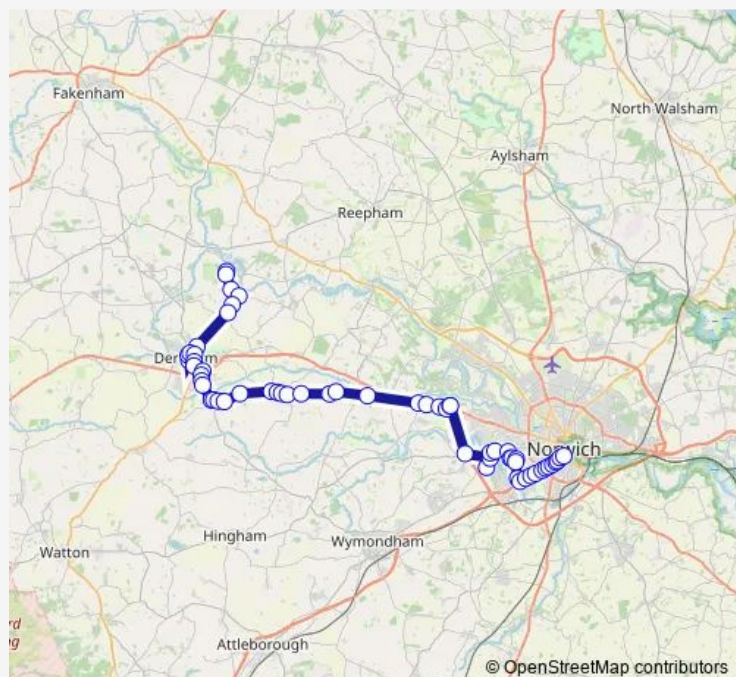 Fakenham
North Walsham
Aylsham
Reepham
Norwich
Hingham
Wymondham
Watton
Attleborough
© OpenStreetMap contributors